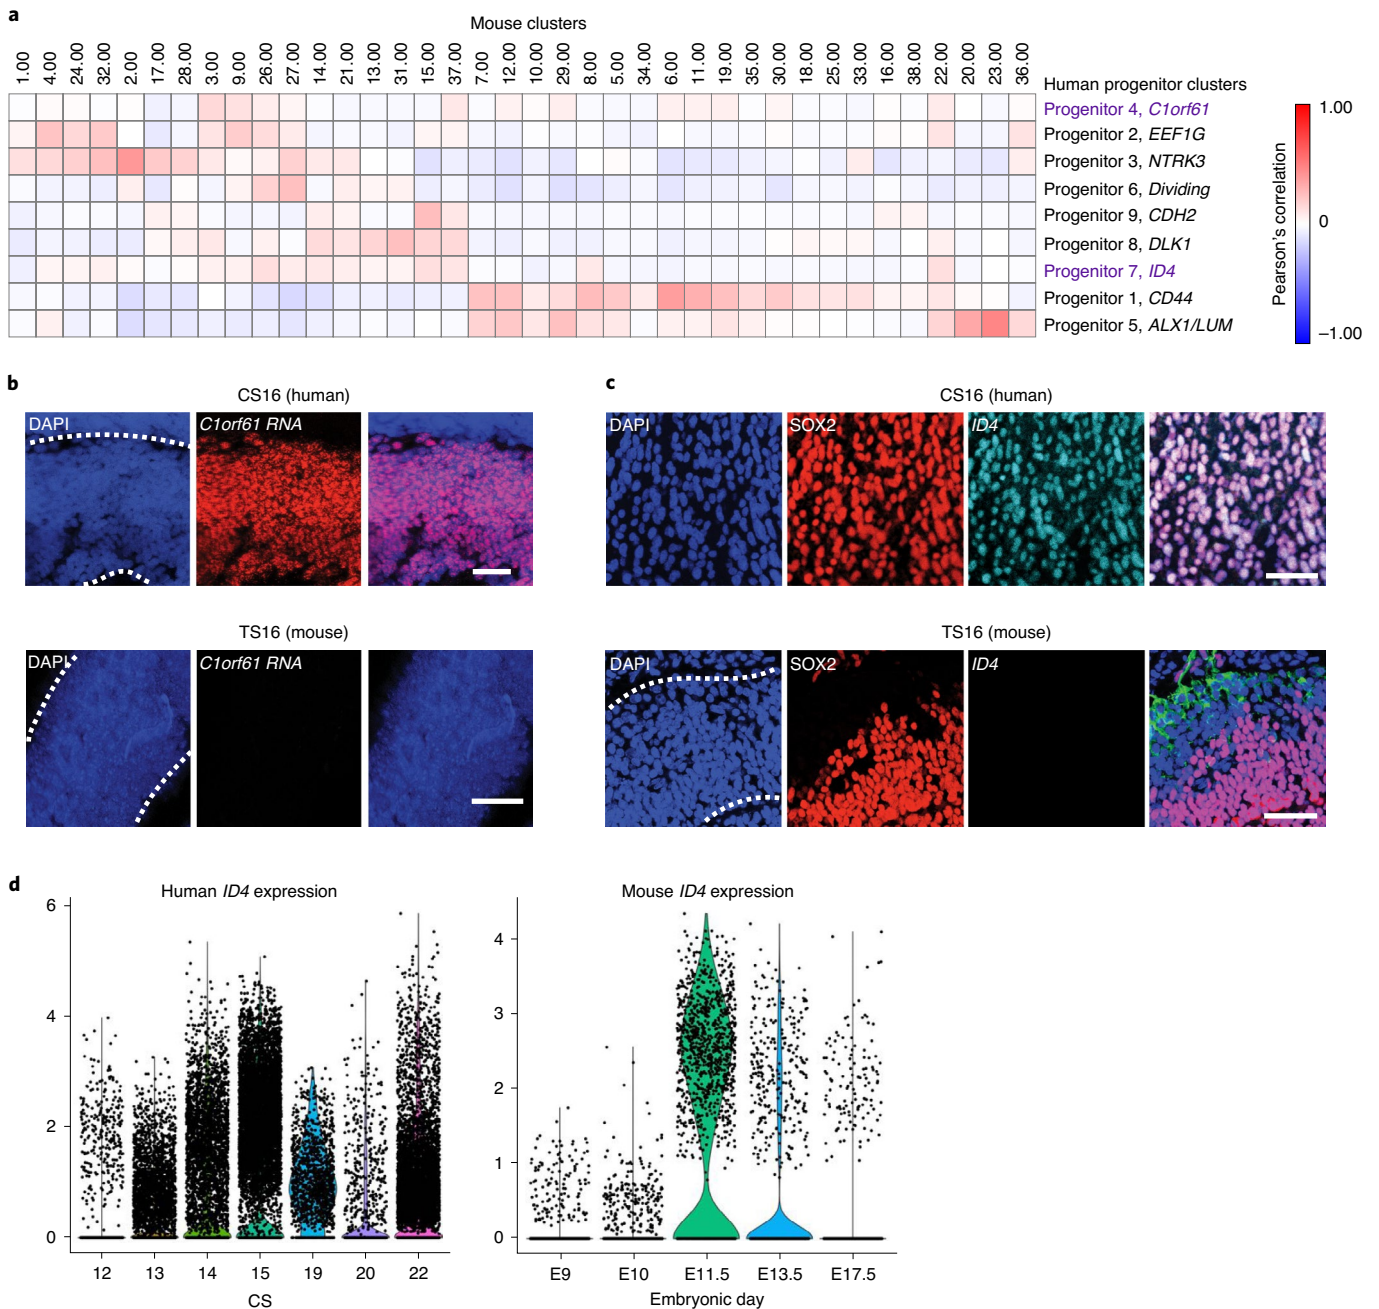 a
Mouse clusters
1.00 4.00 24.00 32.00 2.00 17.00 28.00 3.00 9.00 26.00 27.00 14.00 21.00 13.00 31.00 15.00 37.00 7.00 12.00 10.00 29.00 8.00 5.00 34.00 6.00 11.00 19.00 35.00 30.00 18.00 25.00 33.00 16.00 38.00 22.00 20.00 23.00 36.00
Human progenitor clusters
Progenitor 4, C1orf61
Progenitor 2, EEF1G
Progenitor 3, NTRK3
Progenitor 6, Dividing
Progenitor 9, CDH2
Progenitor 8, DLK1
Progenitor 7, ID4
Progenitor 1, CD44
Progenitor 5, ALX1/LUM
Pearson's correlation
1.00
0
–1.00
b
CS16 (human)
DAPI
C1orf61 RNA
TS16 (mouse)
DAPI
C1orf61 RNA
c
CS16 (human)
DAPI
SOX2
ID4
TS16 (mouse)
DAPI
SOX2
ID4
d
Human ID4 expression
6
4
2
0
12 13 14 15 19 20 22
CS
Mouse ID4 expression
4
3
2
1
0
E9 E10 E11.5 E13.5 E17.5
Embryonic day